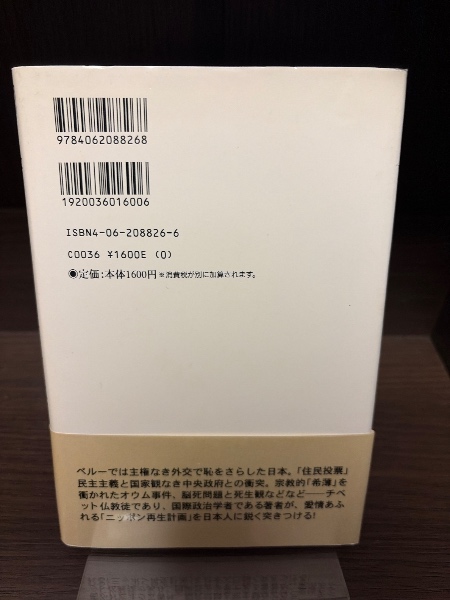 9784062088268
1920036016006
ISBN4-06-208826-6
C0036 ¥1600E (0)
◉定価:本体1600円※消費税が別に加算されます。
ペルーでは主権なき外交で恥をさらした日本。「住民投票」
民主主義と国家観なき中央政府との衝突。宗教的「希薄」を
衝かれたオウム事件、脳死問題と死生観などなど──チベ
ット仏教徒であり、国際政治学者である著者が、愛情あふ
れる「ニッポン再生計画」を日本人に鋭く突きつける!